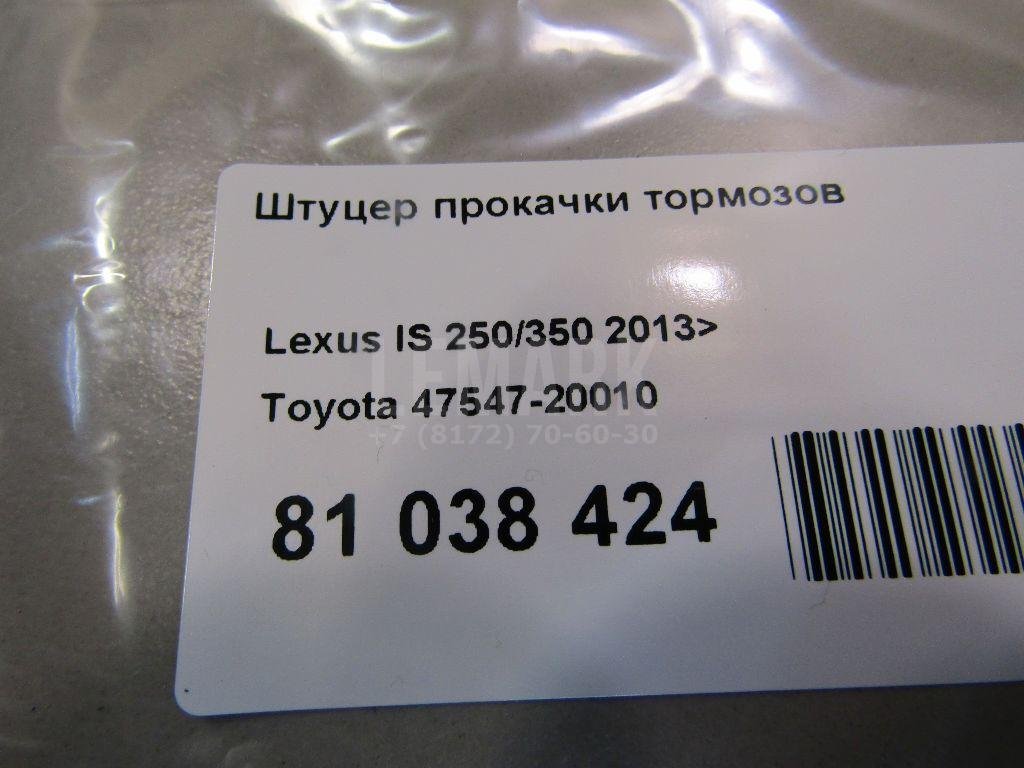 Штуцер прокачки тормозов
Lexus IS 250/350 2013>
LEMARK
Toyota 47547-20010
+7 (8172) 70-60-30
81 038 424